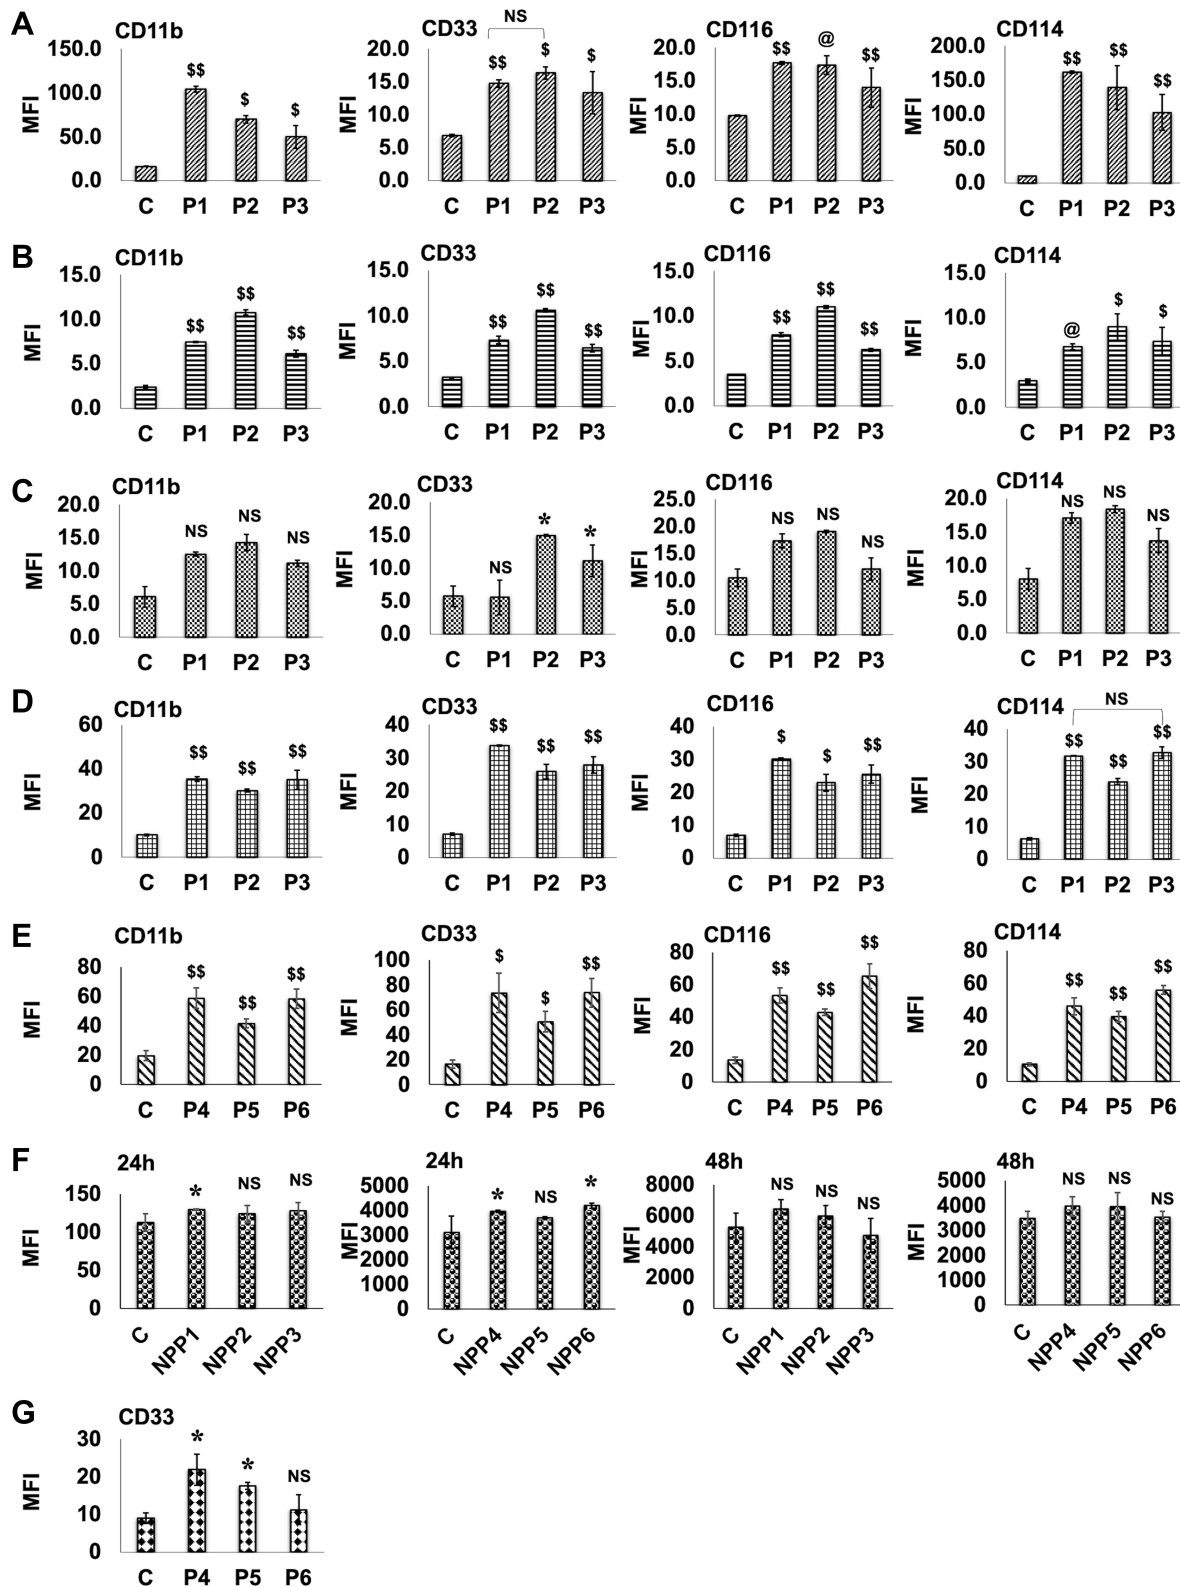 A
CD11b
150.0
100.0
50.0
0.0
MFI
$$
$
$
C P1 P2 P3
CD33
NS
20.0
15.0
10.0
5.0
0.0
MFI
$$
$
$
C P1 P2 P3
CD116
20.0
15.0
10.0
5.0
0.0
MFI
$$
@
$$
C P1 P2 P3
CD114
200.0
150.0
100.0
50.0
0.0
MFI
$$
$$
$$
C P1 P2 P3
B
CD11b
15.0
10.0
5.0
0.0
MFI
$$
$$
$$
C P1 P2 P3
CD33
15.0
10.0
5.0
0.0
MFI
$$
$$
$$
C P1 P2 P3
CD116
15.0
10.0
5.0
0.0
MFI
$$
$$
$$
C P1 P2 P3
CD114
15.0
10.0
5.0
0.0
MFI
@
$
$
C P1 P2 P3
C
CD11b
20.0
15.0
10.0
5.0
0.0
MFI
NS
NS
NS
C P1 P2 P3
CD33
20.0
15.0
10.0
5.0
0.0
MFI
NS
*
*
C P1 P2 P3
CD116
25.0
20.0
15.0
10.0
5.0
0.0
MFI
NS
NS
NS
C P1 P2 P3
CD114
20.0
15.0
10.0
5.0
0.0
MFI
NS
NS
NS
C P1 P2 P3
D
CD11b
60
40
20
0
MFI
$$
$$
$$
C P1 P2 P3
CD33
40
30
20
10
0
MFI
$$
$$
$$
C P1 P2 P3
CD116
40
30
20
10
0
MFI
$
$
$$
C P1 P2 P3
CD114
NS
40
30
20
10
0
MFI
$$
$$
$$
C P1 P2 P3
E
CD11b
80
60
40
20
0
MFI
$$
$$
$$
C P4 P5 P6
CD33
100
80
60
40
20
0
MFI
$
$
$$
C P4 P5 P6
CD116
80
60
40
20
0
MFI
$$
$$
$$
C P4 P5 P6
CD114
80
60
40
20
0
MFI
$$
$$
$$
C P4 P5 P6
F
24h
150
100
50
0
MFI
*
NS
NS
C NPP1 NPP2 NPP3
24h
5000
4000
3000
2000
1000
0
MFI
*
NS
*
C NPP4 NPP5 NPP6
48h
8000
6000
4000
2000
0
MFI
NS
NS
NS
C NPP1 NPP2 NPP3
48h
5000
4000
3000
2000
1000
0
MFI
NS
NS
NS
C NPP4 NPP5 NPP6
G
CD33
30
20
10
0
MFI
*
*
NS
C P4 P5 P6